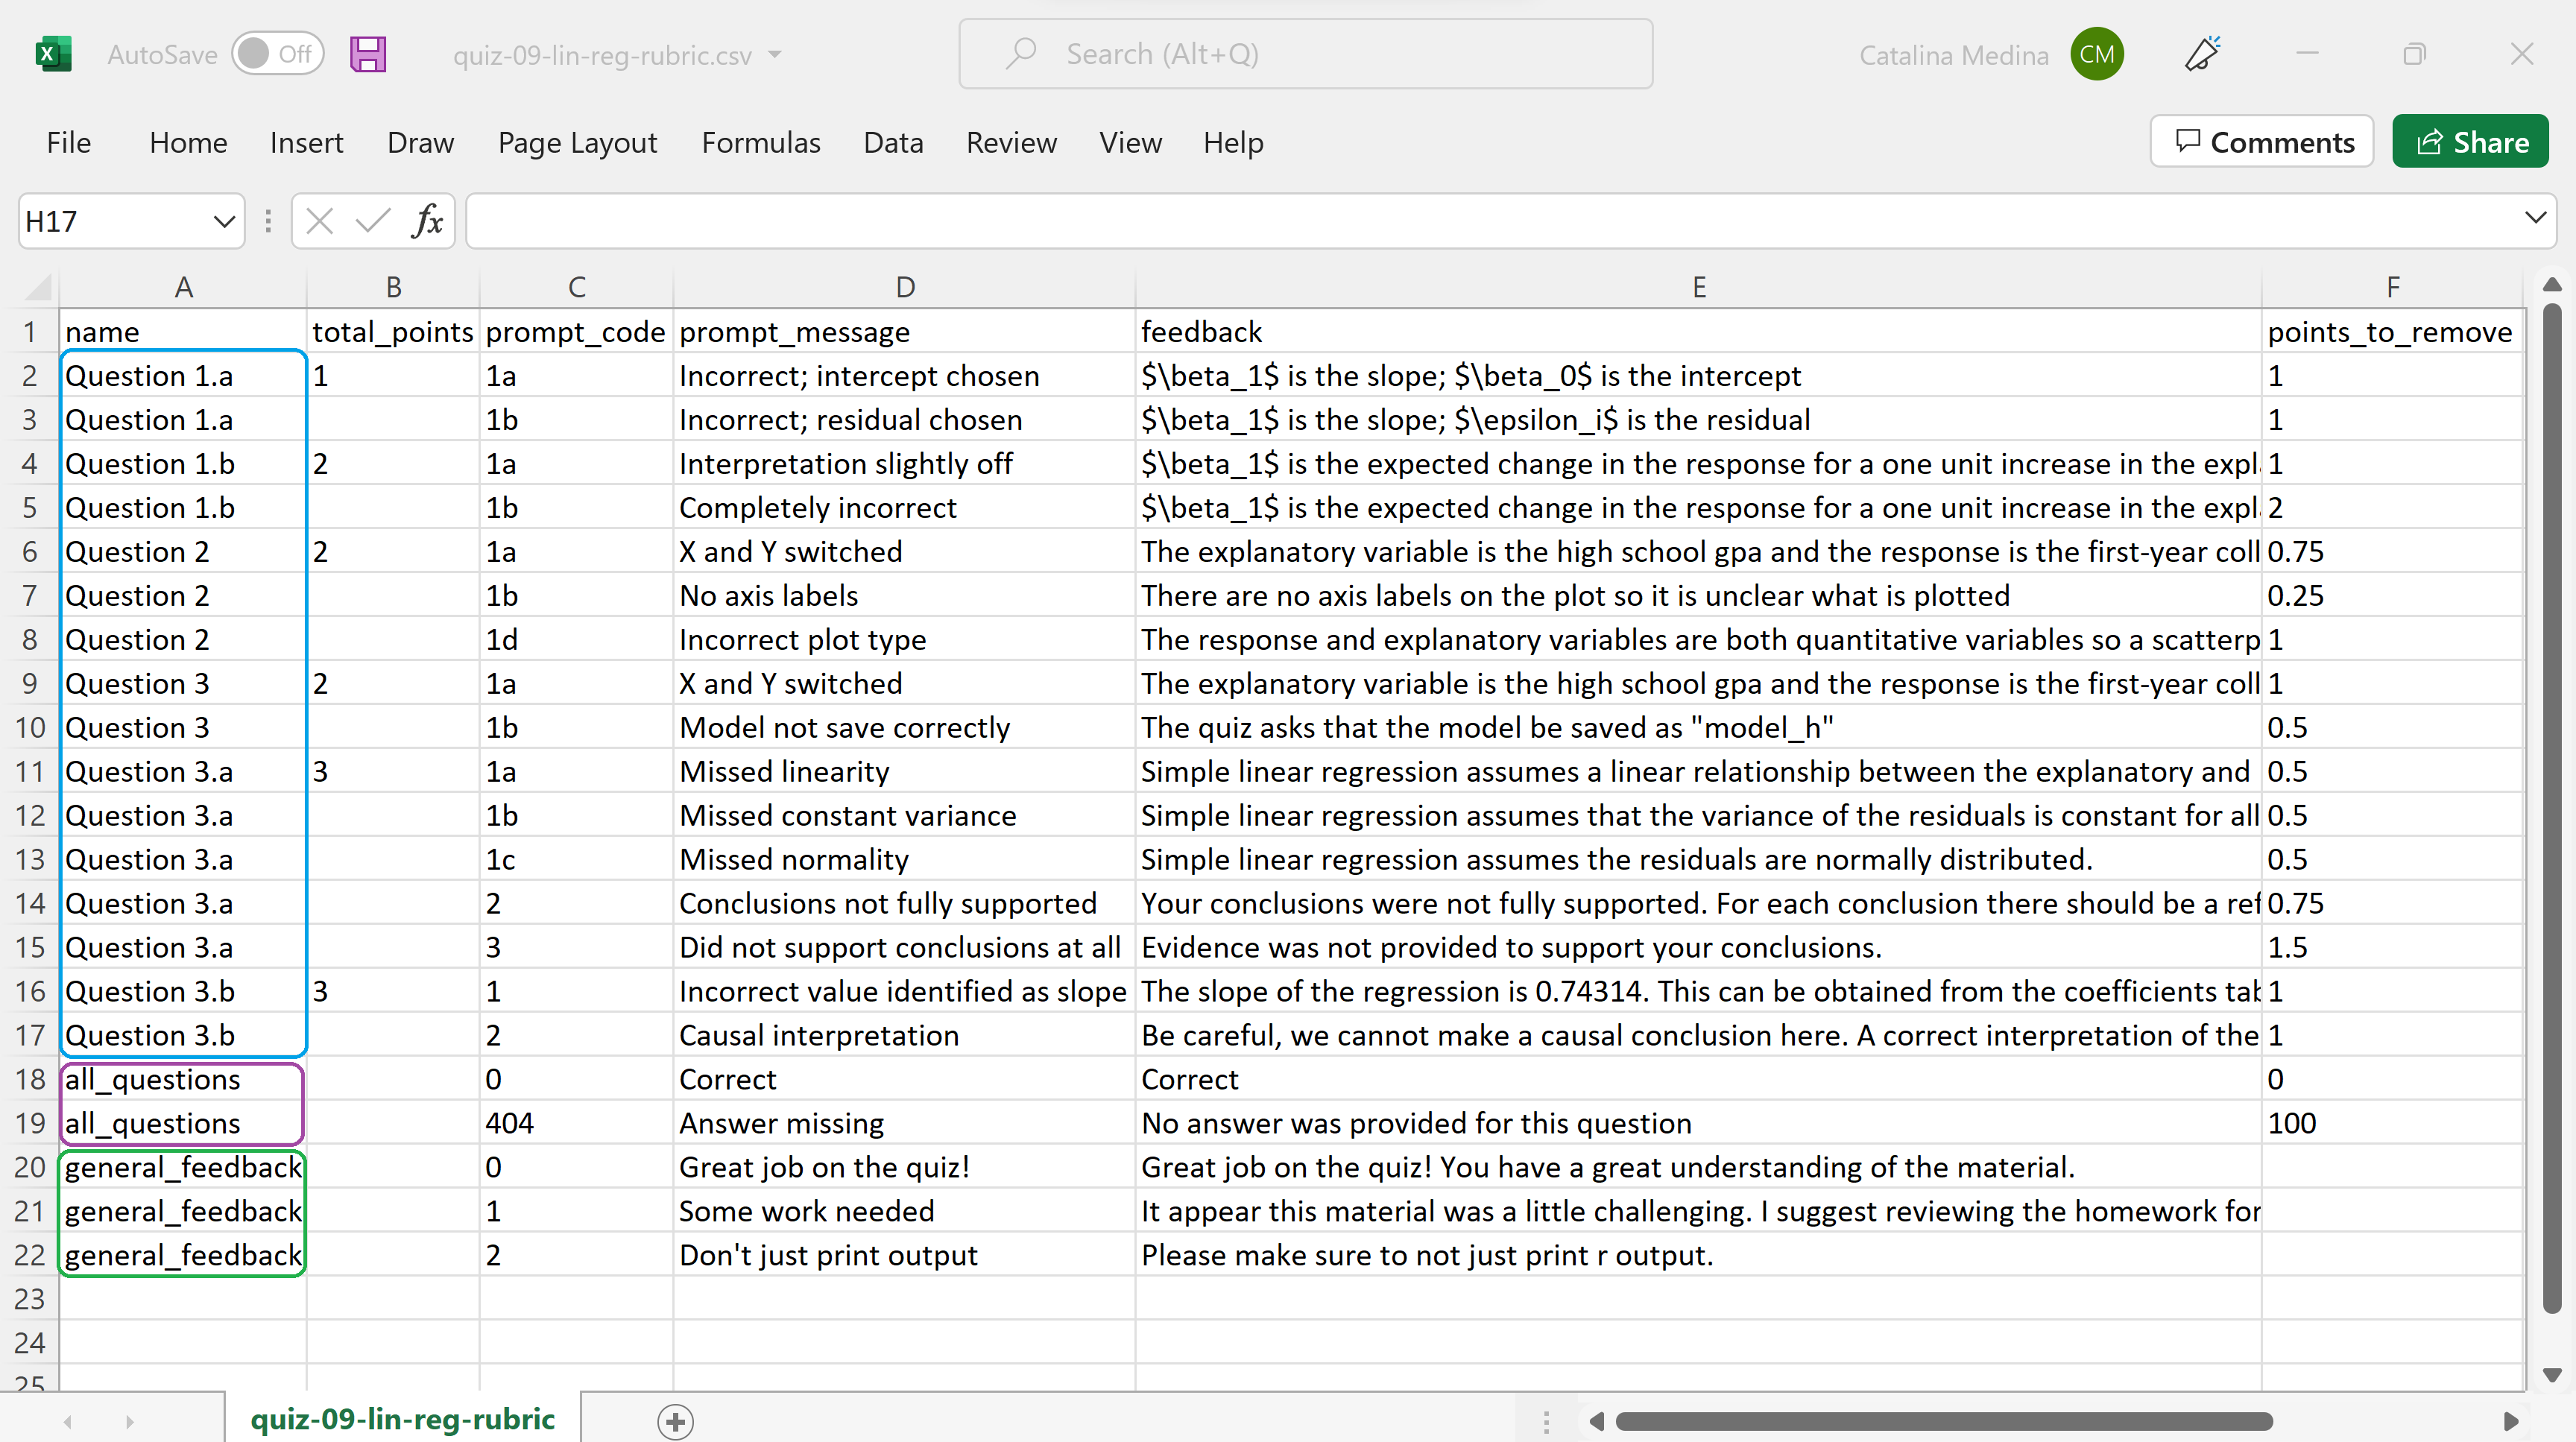 AutoSave Off quiz-09-lin-reg-rubric.csv Search (Alt+Q) Catalina Medina CM
File Home Insert Draw Page Layout Formulas Data Review View Help Comments Share
H17 fx
A B C D E F
1 name total_points prompt_code prompt_message feedback points_to_remove
2 Question 1.a 1 1a Incorrect; intercept chosen $\beta_1$ is the slope; $\beta_0$ is the intercept 1
3 Question 1.a 1b Incorrect; residual chosen $\beta_1$ is the slope; $\epsilon_i$ is the residual 1
4 Question 1.b 2 1a Interpretation slightly off $\beta_1$ is the expected change in the response for a one unit increase in the expl 1
5 Question 1.b 1b Completely incorrect $\beta_1$ is the expected change in the response for a one unit increase in the expl 2
6 Question 2 2 1a X and Y switched The explanatory variable is the high school gpa and the response is the first-year coll 0.75
7 Question 2 1b No axis labels There are no axis labels on the plot so it is unclear what is plotted 0.25
8 Question 2 1d Incorrect plot type The response and explanatory variables are both quantitative variables so a scatterp 1
9 Question 3 2 1a X and Y switched The explanatory variable is the high school gpa and the response is the first-year coll 1
10 Question 3 1b Model not save correctly The quiz asks that the model be saved as "model_h" 0.5
11 Question 3.a 3 1a Missed linearity Simple linear regression assumes a linear relationship between the explanatory and 0.5
12 Question 3.a 1b Missed constant variance Simple linear regression assumes that the variance of the residuals is constant for all 0.5
13 Question 3.a 1c Missed normality Simple linear regression assumes the residuals are normally distributed. 0.5
14 Question 3.a 2 Conclusions not fully supported Your conclusions were not fully supported. For each conclusion there should be a ref 0.75
15 Question 3.a 3 Did not support conclusions at all Evidence was not provided to support your conclusions. 1.5
16 Question 3.b 3 1 Incorrect value identified as slope The slope of the regression is 0.74314. This can be obtained from the coefficients tab 1
17 Question 3.b 2 Causal interpretation Be careful, we cannot make a causal conclusion here. A correct interpretation of the 1
18 all_questions 0 Correct Correct 0
19 all_questions 404 Answer missing No answer was provided for this question 100
20 general_feedback 0 Great job on the quiz! Great job on the quiz! You have a great understanding of the material.
21 general_feedback 1 Some work needed It appear this material was a little challenging. I suggest reviewing the homework for
22 general_feedback 2 Don't just print output Please make sure to not just print r output.
23
24
25
quiz-09-lin-reg-rubric